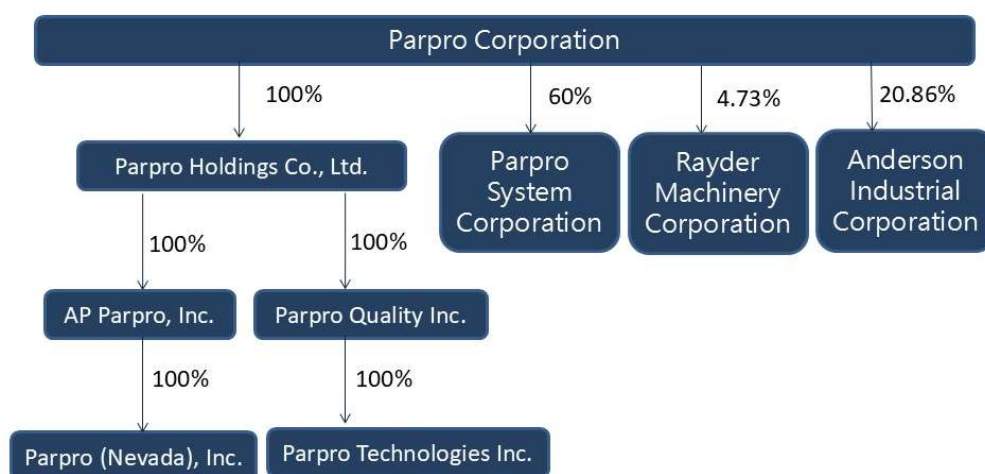 Parpro Corporation
100%
60%
4.73%
20.86%
Parpro Holdings Co., Ltd.
Parpro
System
Corporation
Rayder
Machinery
Corporation
Anderson
Industrial
Corporation
100%
100%
AP Parpro, Inc.
Parpro Quality Inc.
100%
100%
Parpro (Nevada), Inc.
Parpro Technologies Inc.